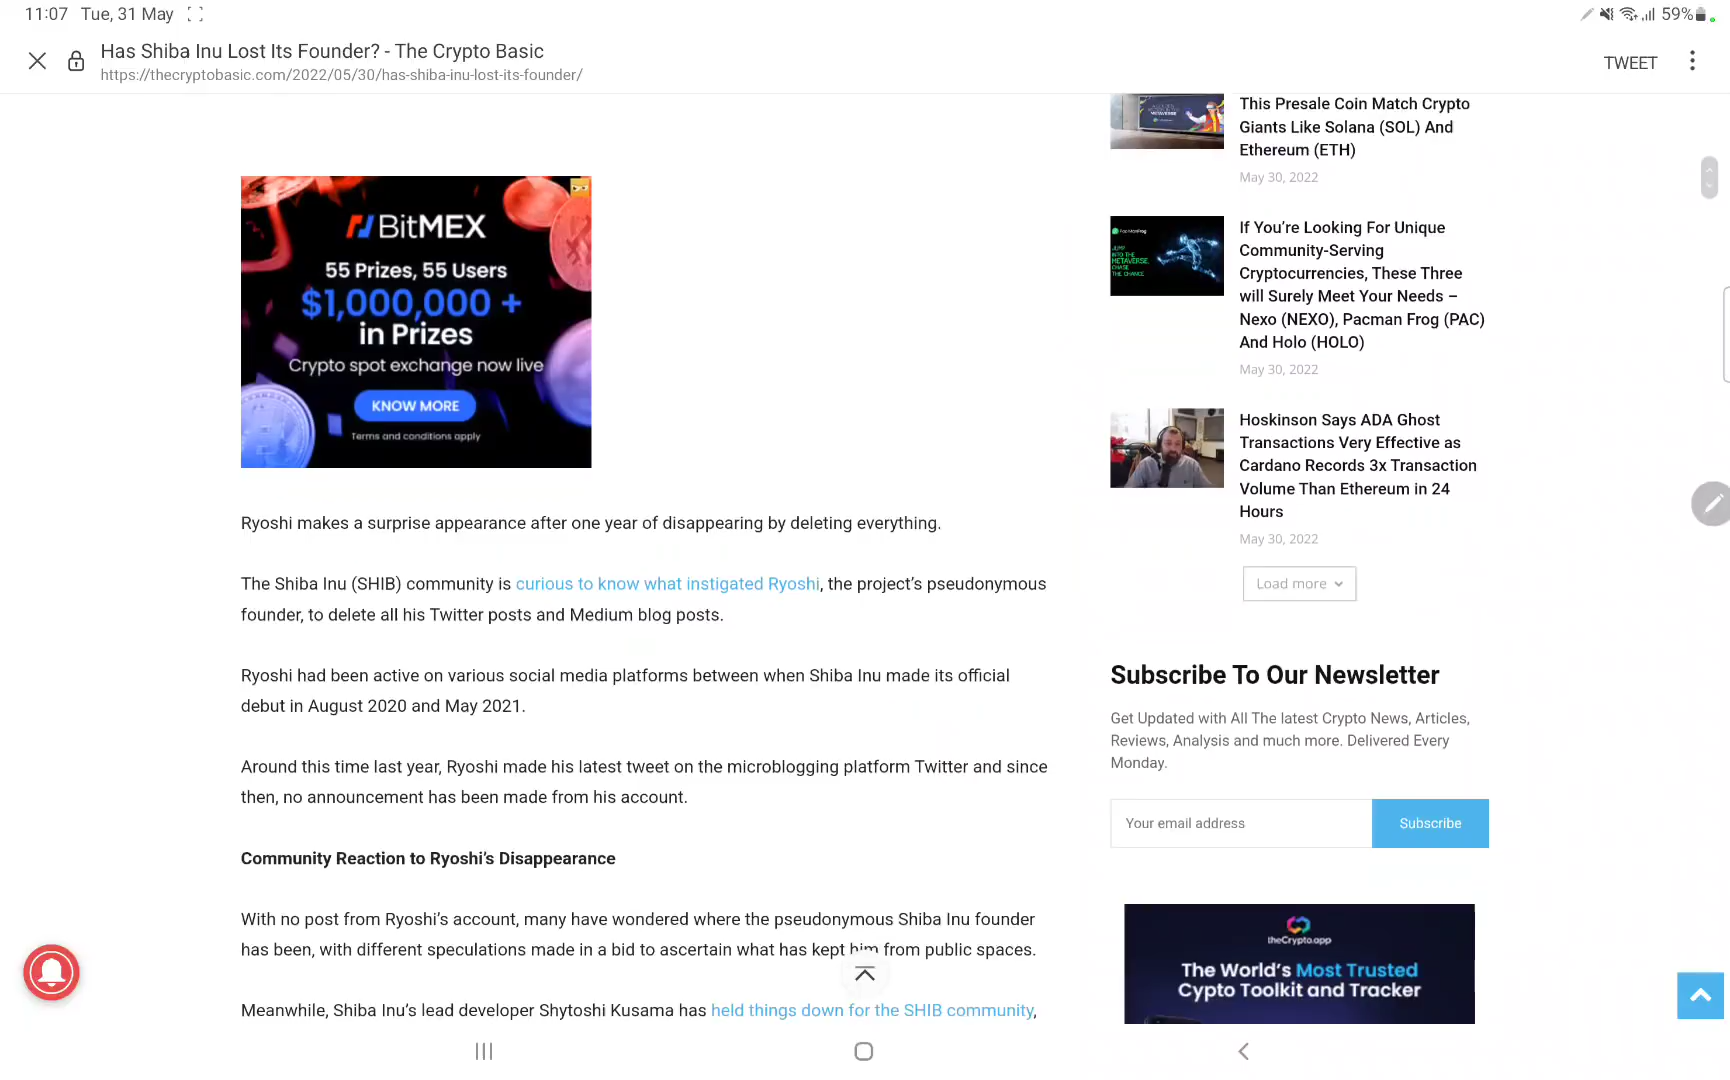 11:07 Tue, 31 May
59%
Has Shiba Inu Lost Its Founder? - The Crypto Basic
https://thecryptobasic.com/2022/05/30/has-shiba-inu-lost-its-founder/
TWEET
BitMEX
55 Prizes, 55 Users
$1,000,000 +
in Prizes
Crypto spot exchange now live
KNOW MORE
Terms and conditions apply
Ryoshi makes a surprise appearance after one year of disappearing by deleting everything.
The Shiba Inu (SHIB) community is curious to know what instigated Ryoshi, the project’s pseudonymous
founder, to delete all his Twitter posts and Medium blog posts.
Ryoshi had been active on various social media platforms between when Shiba Inu made its official
debut in August 2020 and May 2021.
Around this time last year, Ryoshi made his latest tweet on the microblogging platform Twitter and since
then, no announcement has been made from his account.
Community Reaction to Ryoshi’s Disappearance
With no post from Ryoshi’s account, many have wondered where the pseudonymous Shiba Inu founder
has been, with different speculations made in a bid to ascertain what has kept him from public spaces.
Meanwhile, Shiba Inu’s lead developer Shytoshi Kusama has held things down for the SHIB community,
This Presale Coin Match Crypto
Giants Like Solana (SOL) And
Ethereum (ETH)
May 30, 2022
PacManFrog
JUMP
INTO THE
METAVERSE,
CHASE
THE CHANCE
If You’re Looking For Unique
Community-Serving
Cryptocurrencies, These Three
will Surely Meet Your Needs –
Nexo (NEXO), Pacman Frog (PAC)
And Holo (HOLO)
May 30, 2022
Hoskinson Says ADA Ghost
Transactions Very Effective as
Cardano Records 3x Transaction
Volume Than Ethereum in 24
Hours
May 30, 2022
Load more
Subscribe To Our Newsletter
Get Updated with All The latest Crypto News, Articles,
Reviews, Analysis and much more. Delivered Every
Monday.
Your email address
Subscribe
theCrypto.app
The World’s Most Trusted
Cypto Toolkit and Tracker